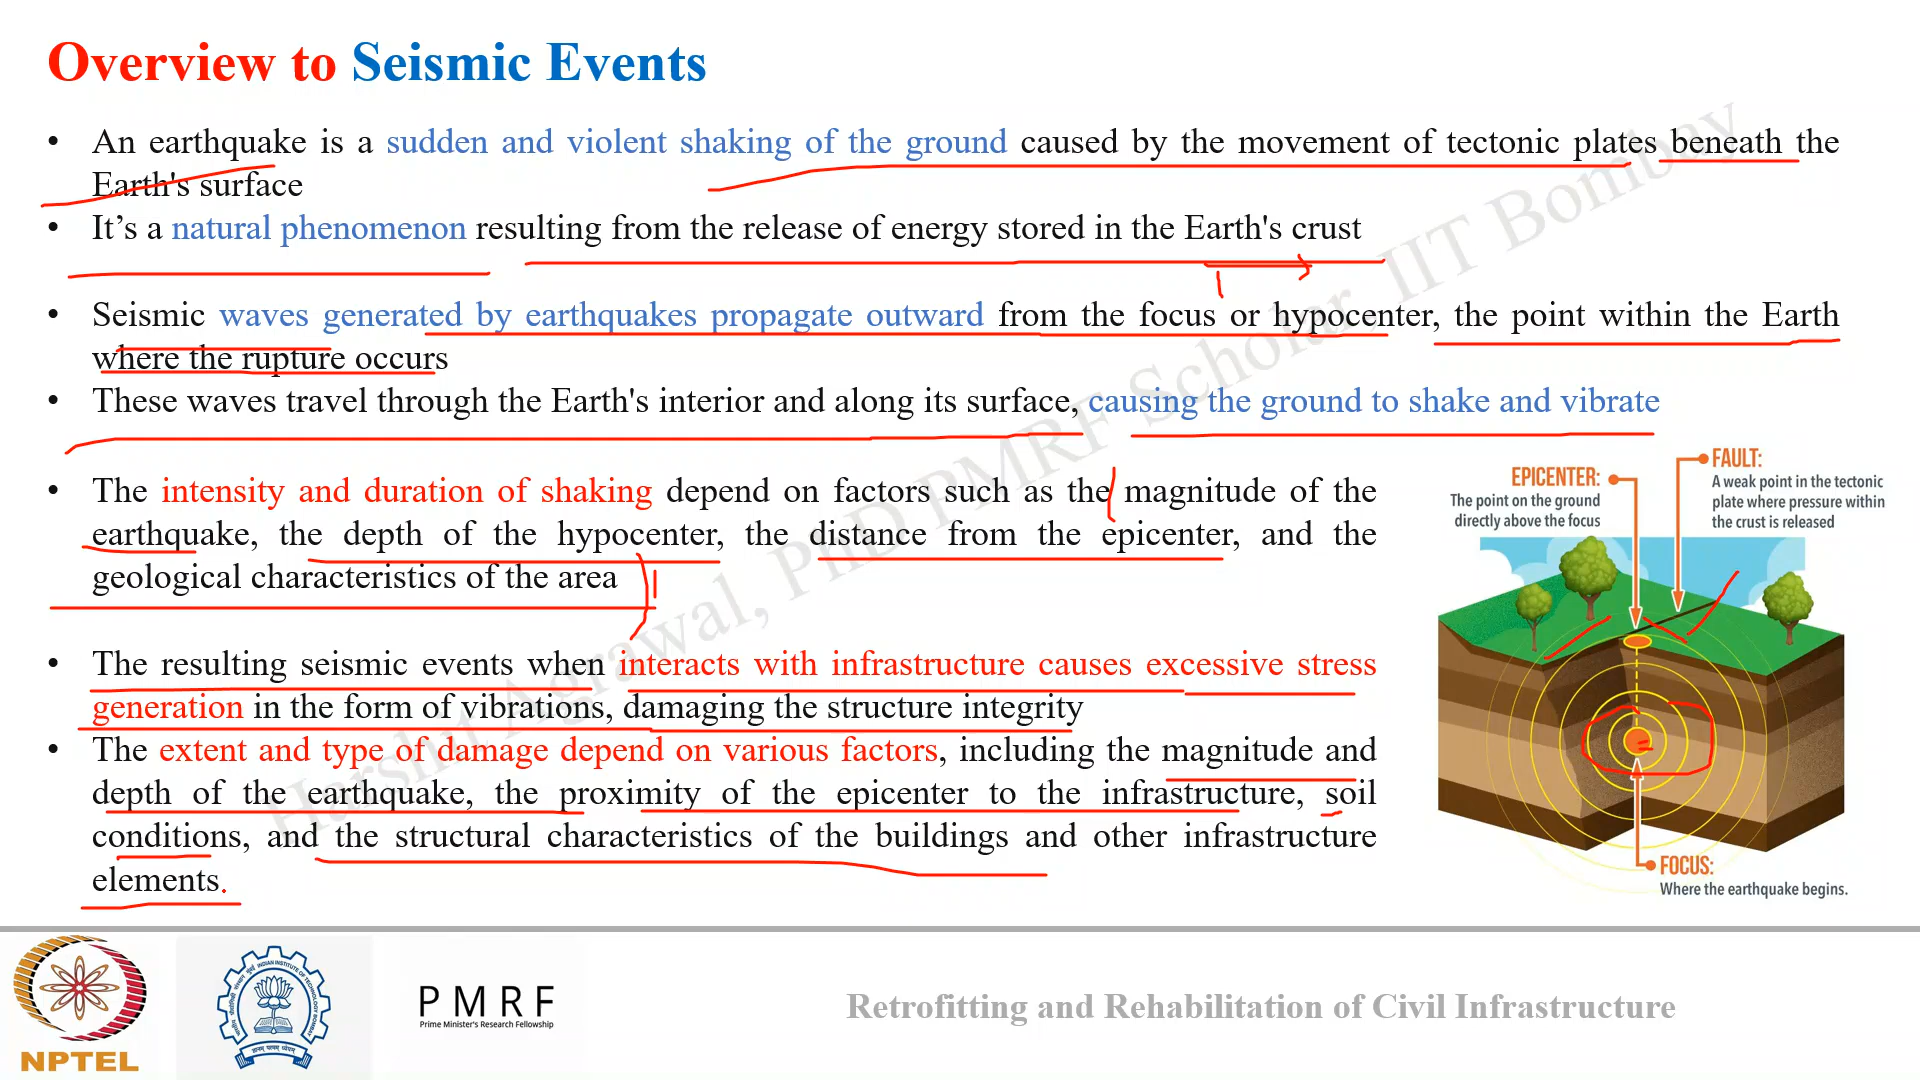 Overview to Seismic Events
• An earthquake is a sudden and violent shaking of the ground caused by the movement of tectonic plates beneath the
Earth's surface
• It’s a natural phenomenon resulting from the release of energy stored in the Earth's crust
• Seismic waves generated by earthquakes propagate outward from the focus or hypocenter, the point within the Earth
where the rupture occurs
• These waves travel through the Earth's interior and along its surface, causing the ground to shake and vibrate
• The intensity and duration of shaking depend on factors such as the magnitude of the
earthquake, the depth of the hypocenter, the distance from the epicenter, and the
geological characteristics of the area
• The resulting seismic events when interacts with infrastructure causes excessive stress
generation in the form of vibrations, damaging the structure integrity
• The extent and type of damage depend on various factors, including the magnitude and
depth of the earthquake, the proximity of the epicenter to the infrastructure, soil
conditions, and the structural characteristics of the buildings and other infrastructure
elements.
EPICENTER:
The point on the ground
directly above the focus
FAULT:
A weak point in the tectonic
plate where pressure within
the crust is released
FOCUS:
Where the earthquake begins.
Harshit Agrawal, PhD PMRF Scholar, IIT Bombay
NPTEL
PMRF
Prime Minister's Research Fellowship
Retrofitting and Rehabilitation of Civil Infrastructure